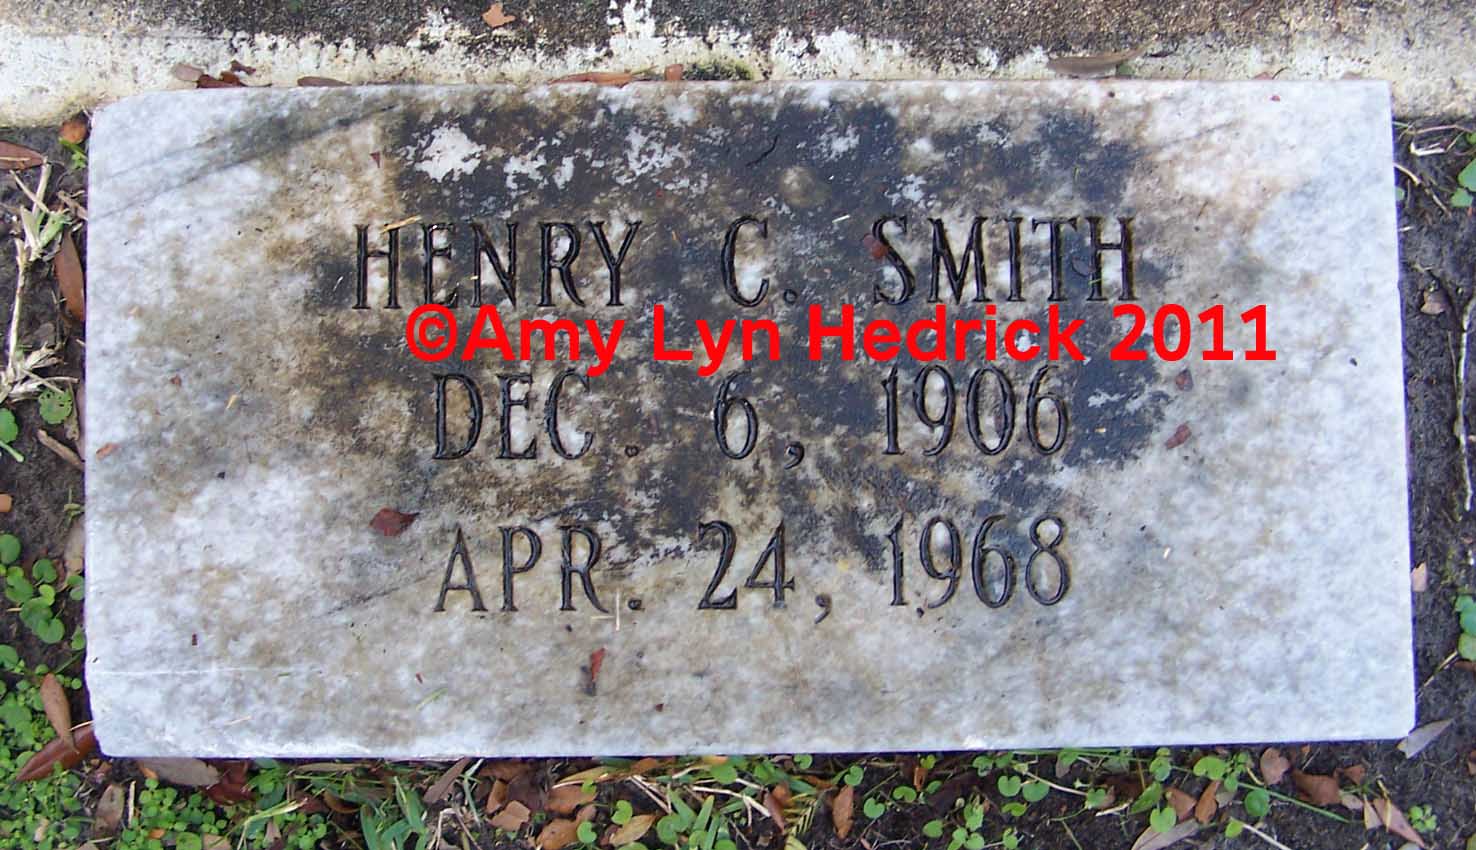 HENRY C. SMITH
©Amy Lyn Hedrick 2011
DEC. 6, 1906
APR. 24, 1968